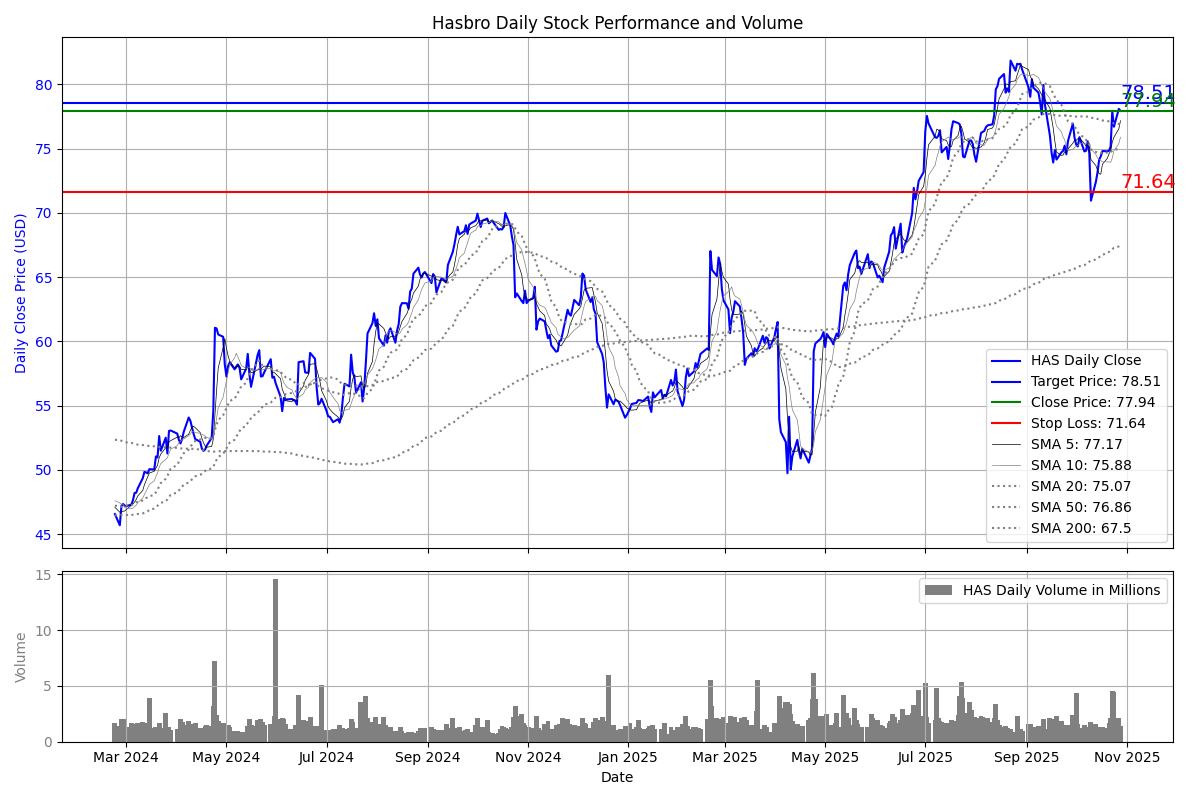 Hasbro Daily Stock Performance and Volume
Daily Close Price (USD)
80
75
70
65
60
55
50
45
78.51
77.94
71.64
HAS Daily Close
Target Price: 78.51
Close Price: 77.94
Stop Loss: 71.64
SMA 5: 77.17
SMA 10: 75.88
SMA 20: 75.07
SMA 50: 76.86
SMA 200: 67.5
Volume
15
10
5
0
HAS Daily Volume in Millions
Mar 2024 May 2024 Jul 2024 Sep 2024 Nov 2024 Jan 2025 Mar 2025 May 2025 Jul 2025 Sep 2025 Nov 2025
Date